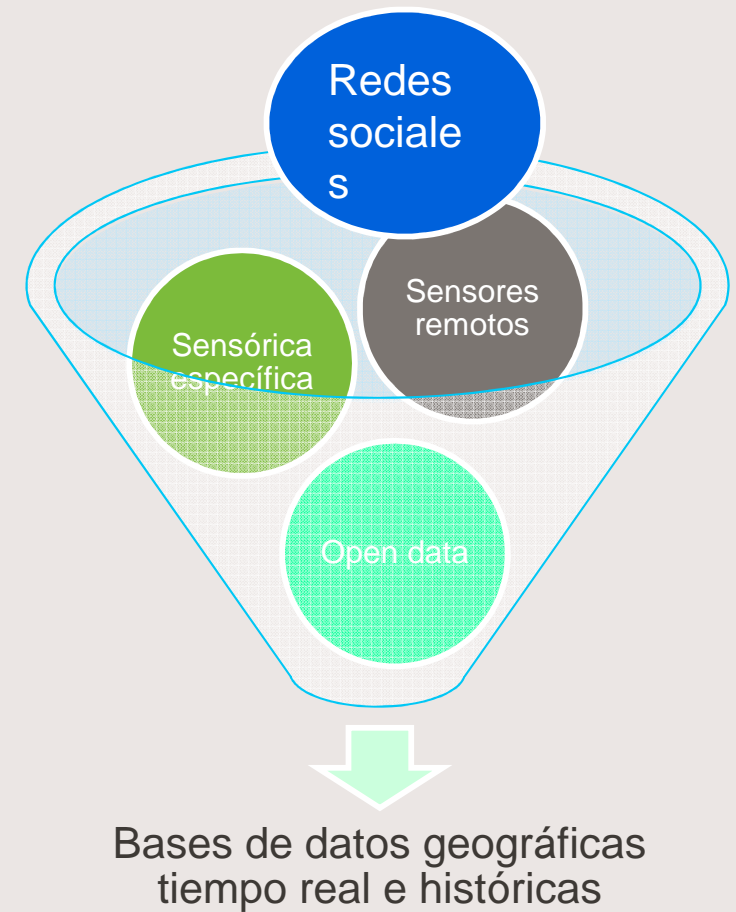 Redes
sociale
s
Sensores
remotos
Sensórica
específica
Open data
Bases de datos geográficas
tiempo real e históricas